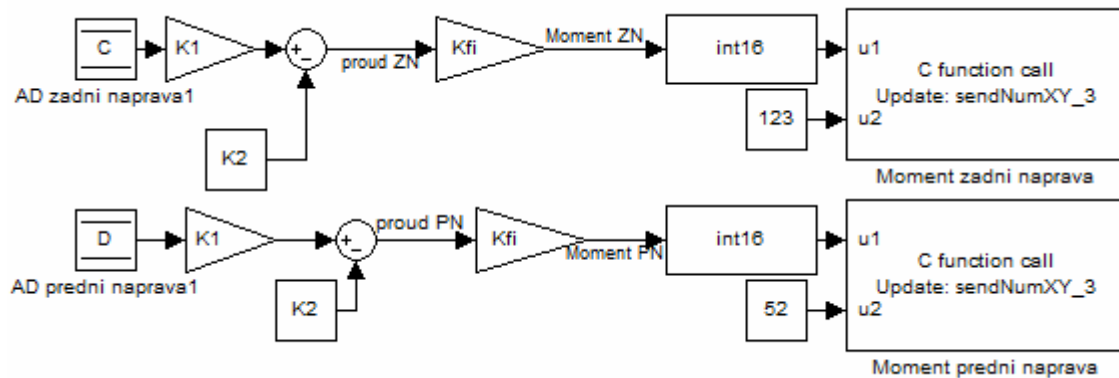 C
K1
+
−
proud ZN
Kfi
Moment ZN
int16
u1
C function call
Update: sendNumXY_3
u2
123
AD zadni naprava1
K2
Moment zadni naprava
D
K1
+
−
proud PN
Kfi
Moment PN
int16
u1
C function call
Update: sendNumXY_3
u2
52
AD predni naprava1
K2
Moment predni naprava